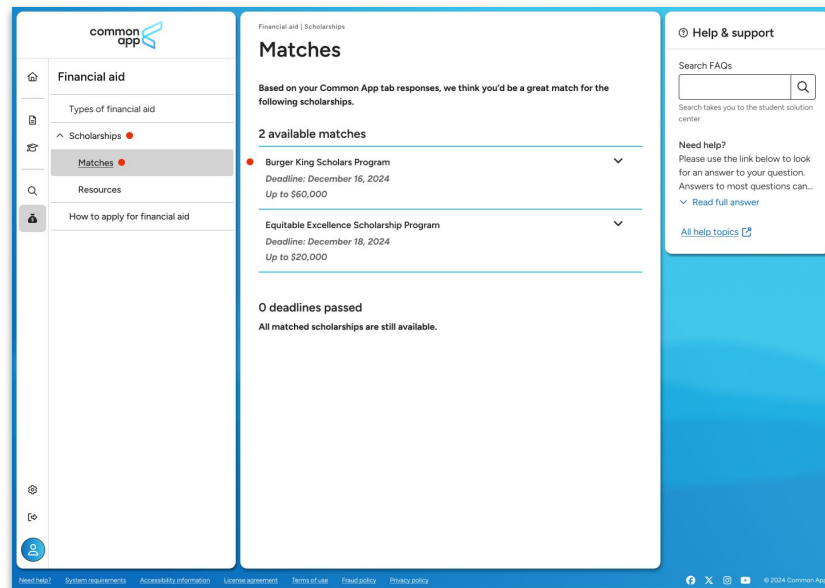 common
app
Financial aid
Types of financial aid
Scholarships
Matches
Resources
How to apply for financial aid
Financial aid | Scholarships
Matches
Based on your Common App tab responses, we think you'd be a great match for the
following scholarships.
2 available matches
Burger King Scholars Program
Deadline: December 16, 2024
Up to $60,000
Equitable Excellence Scholarship Program
Deadline: December 18, 2024
Up to $20,000
0 deadlines passed
All matched scholarships are still available.
Help & support
Search FAQs
Search takes you to the student solution
center
Need help?
Please use the link below to look
for an answer to your question.
Answers to most questions can...
Read full answer
All help topics
Need help? System requirements Accessibility information License agreement Terms of use Fraud policy Privacy policy
© 2024 Common App